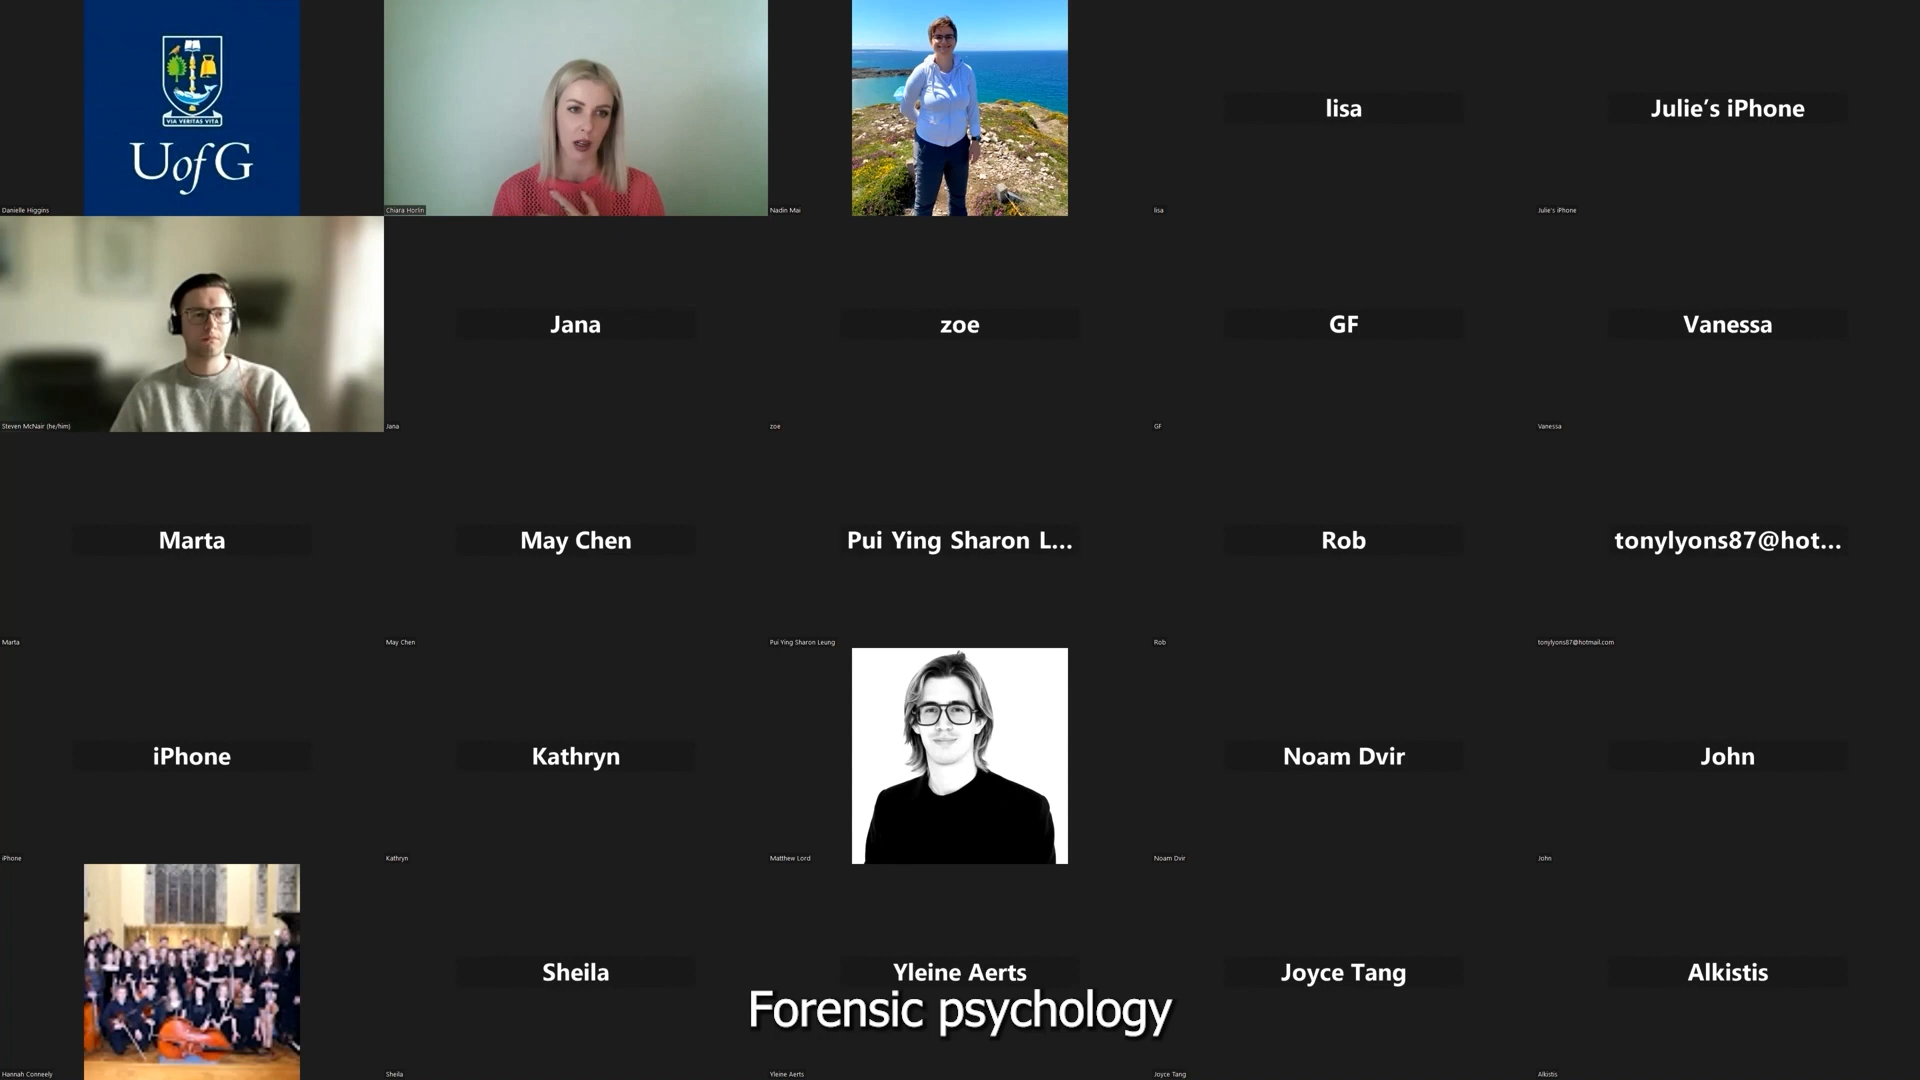 VIA VERITAS VITA
UofG
Danielle Higgins
Chiara Horlin
Nadin Mai
lisa
lisa
Julie’s iPhone
Julie's iPhone
Steven McNair (he/him)
Jana
Jana
zoe
zoe
GF
GF
Vanessa
Vanessa
Marta
Marta
May Chen
May Chen
Pui Ying Sharon L...
Pui Ying Sharon Leung
Rob
Rob
tonylyons87@hot...
tonylyons87@hotmail.com
iPhone
iPhone
Kathryn
Kathryn
Matthew Lord
Noam Dvir
Noam Dvir
John
John
Hannah Conneely
Sheila
Sheila
Yleine Aerts
Yleine Aerts
Joyce Tang
Joyce Tang
Alkistis
Alkistis
Forensic psychology